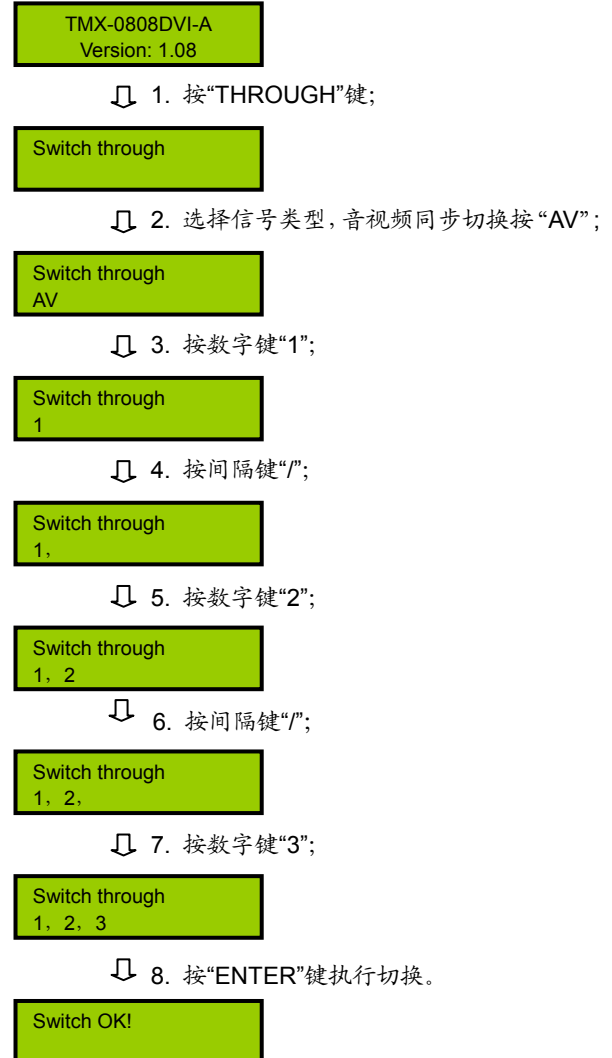 TMX-0808DVI-A
Version: 1.08
1. 按“THROUGH”键;
Switch through
2. 选择信号类型，音视频同步切换按“AV”;
Switch through
AV
3. 按数字键“1”;
Switch through
1
4. 按间隔键“/”;
Switch through
1，
5. 按数字键“2”;
Switch through
1，2
6. 按间隔键“/”;
Switch through
1，2，
7. 按数字键“3”;
Switch through
1，2，3
8. 按“ENTER”键执行切换。
Switch OK!